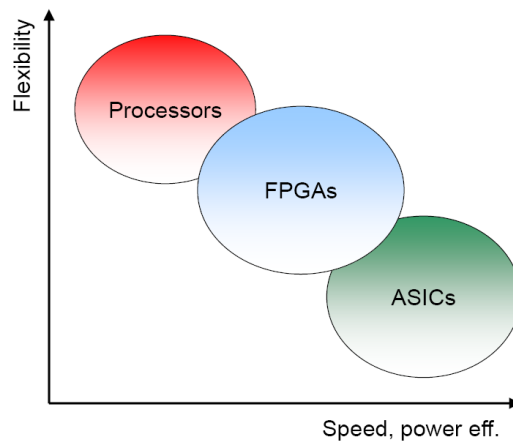 Flexibility
Processors
FPGAs
ASICs
Speed, power eff.